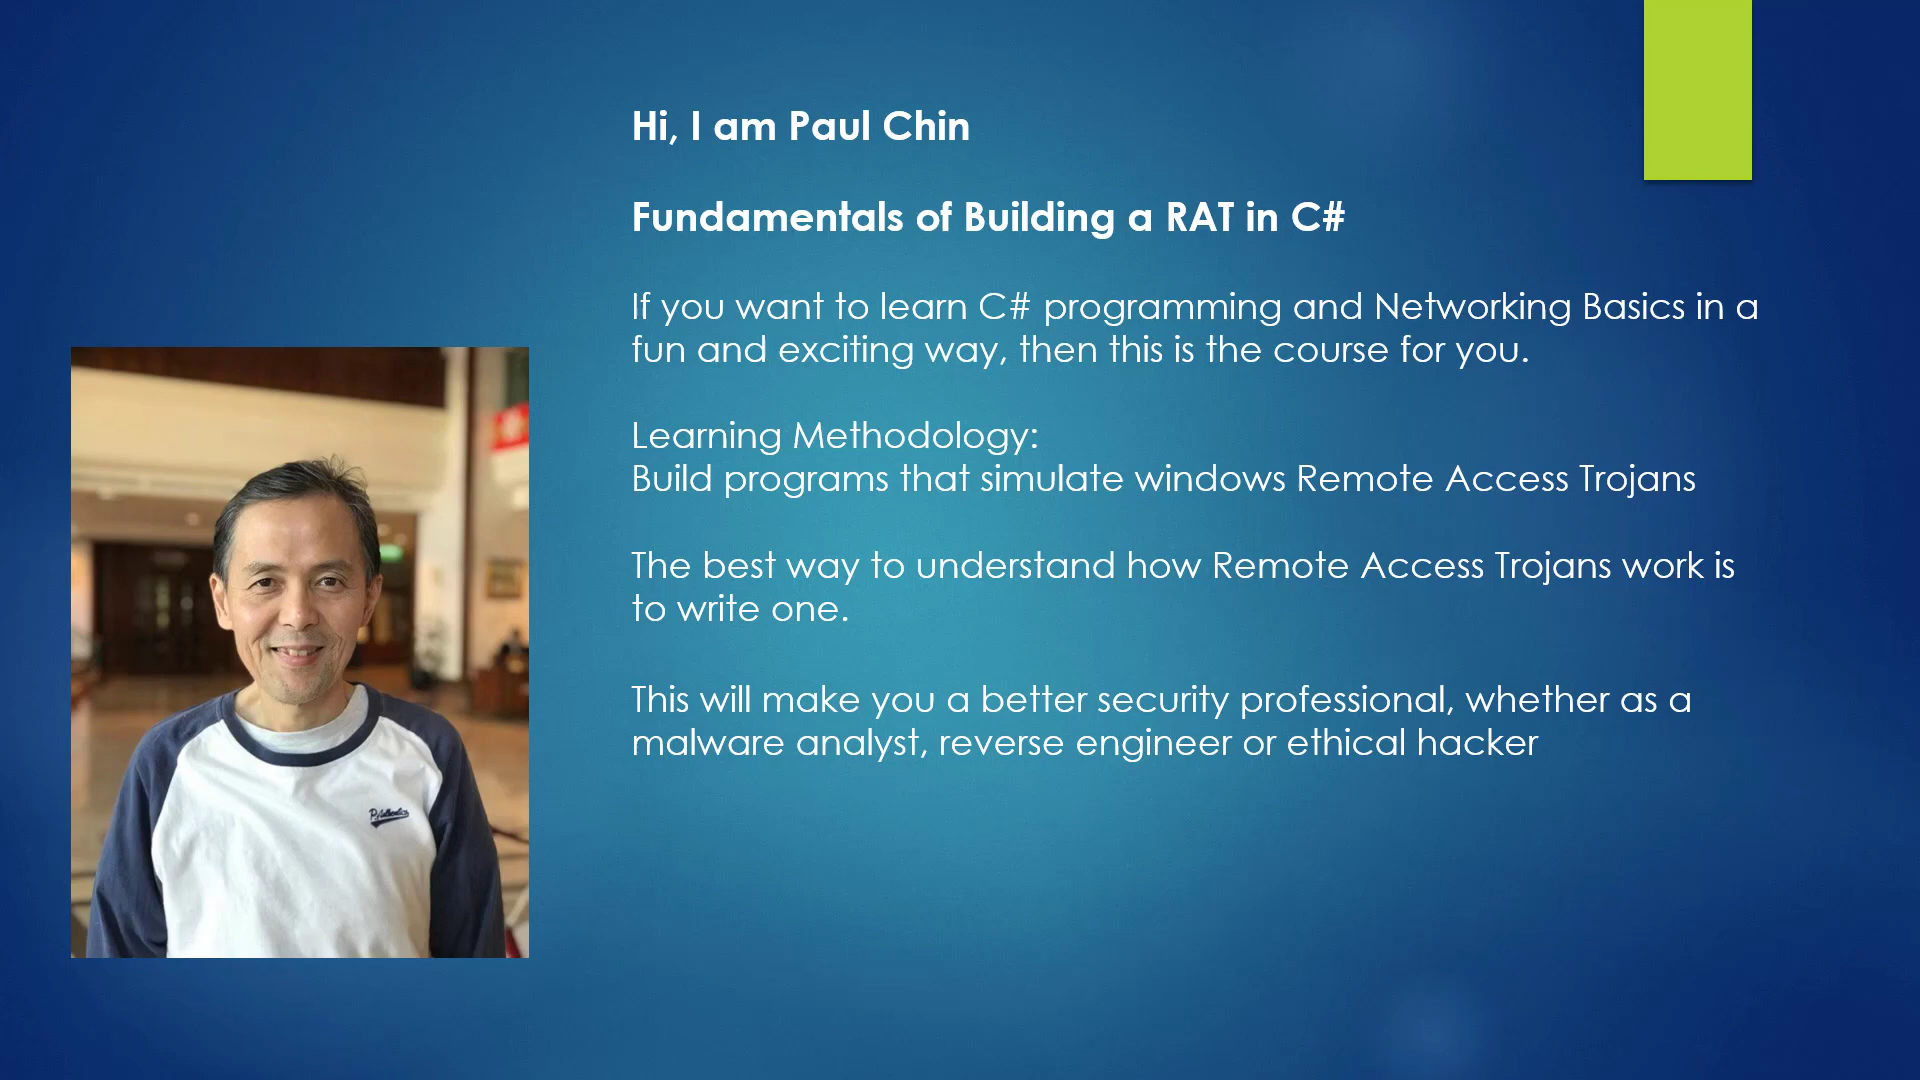 Hi, I am Paul Chin
Fundamentals of Building a RAT in C#
If you want to learn C# programming and Networking Basics in a
fun and exciting way, then this is the course for you.
Learning Methodology:
Build programs that simulate windows Remote Access Trojans
The best way to understand how Remote Access Trojans work is
to write one.
This will make you a better security professional, whether as a
malware analyst, reverse engineer or ethical hacker